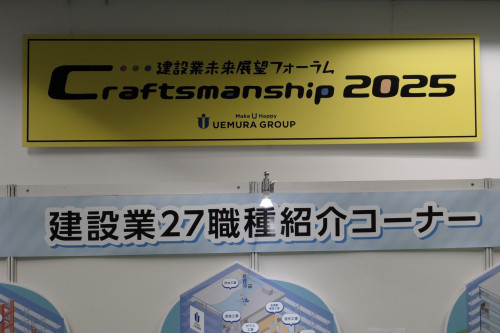 建設業未来展望フォーラム
Craftsmanship 2025
Make U Happy
UEMURA GROUP
建設業27職種紹介コーナー